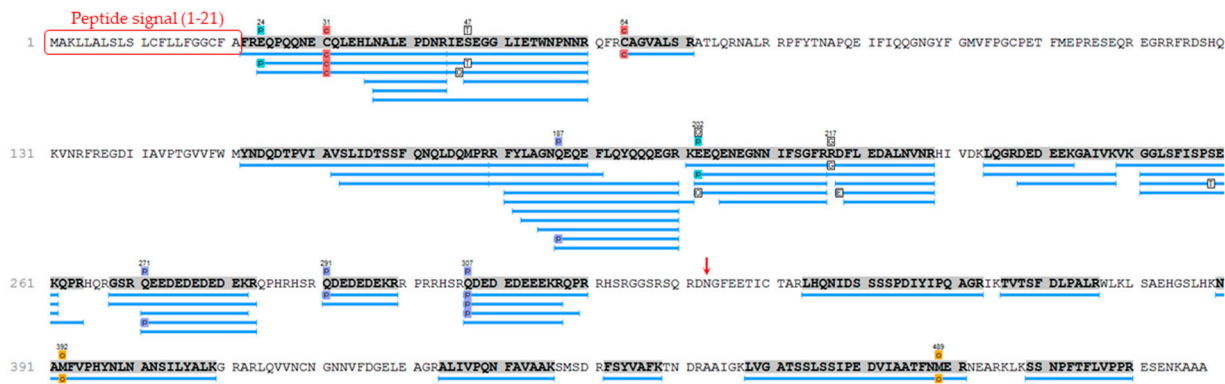 Peptide signal (1-21)
24 31 47 64
p c T c
1 MAKLLALSLS LCFLLFGGCF AFREQPQQNE CQLEHLNALE PDNRIESEGG LIETWNPNNR QFRCAGVALS RATLQRNALR RPFYTNAPQE IFIQQGNGYF GMVFPGCPET FMEPRESEQR EGRRFRDSHQ
c c
p c T
c
187 202 217
p p
131 KVNRFREGDI IAVPTGVVFW MYNDQDTPVI AVSLIDTSSF QNQLDQMPRR FYLAGNQEQE FLQYQQQEGR KEEQENEGNN IFSGFRRDFL EDALNVNRHI VDKLQGRDED EEKGAIVKVK GGLSFISPSE
p
T
p
271 291 307
p p p
261 KQPRHQRGSR QEEDEDEDED EKRQPHRHSR QDEDEDEKRR PRRHSRQDED EDEEEKRQPR RHSRGGSRSQ RDNGFEETIC TARLHQNIDS SSSPDIYIPQ AGRIKTVTSF DLPALRWLKL SAEHGSLHKN
p p
p
p
p
392 489
o o
391 AMFVPHYNLN ANSILYALKG RARLQVVNCN GNNVFDGELE AGRALIVPQN FAVAAKSMSD RFSYVAFKTN DRAAIGKLVG ATSSLSSIPE DVIAATFNME RNEARKLKSS NPFTFLVPPR ESENKAAA
o o